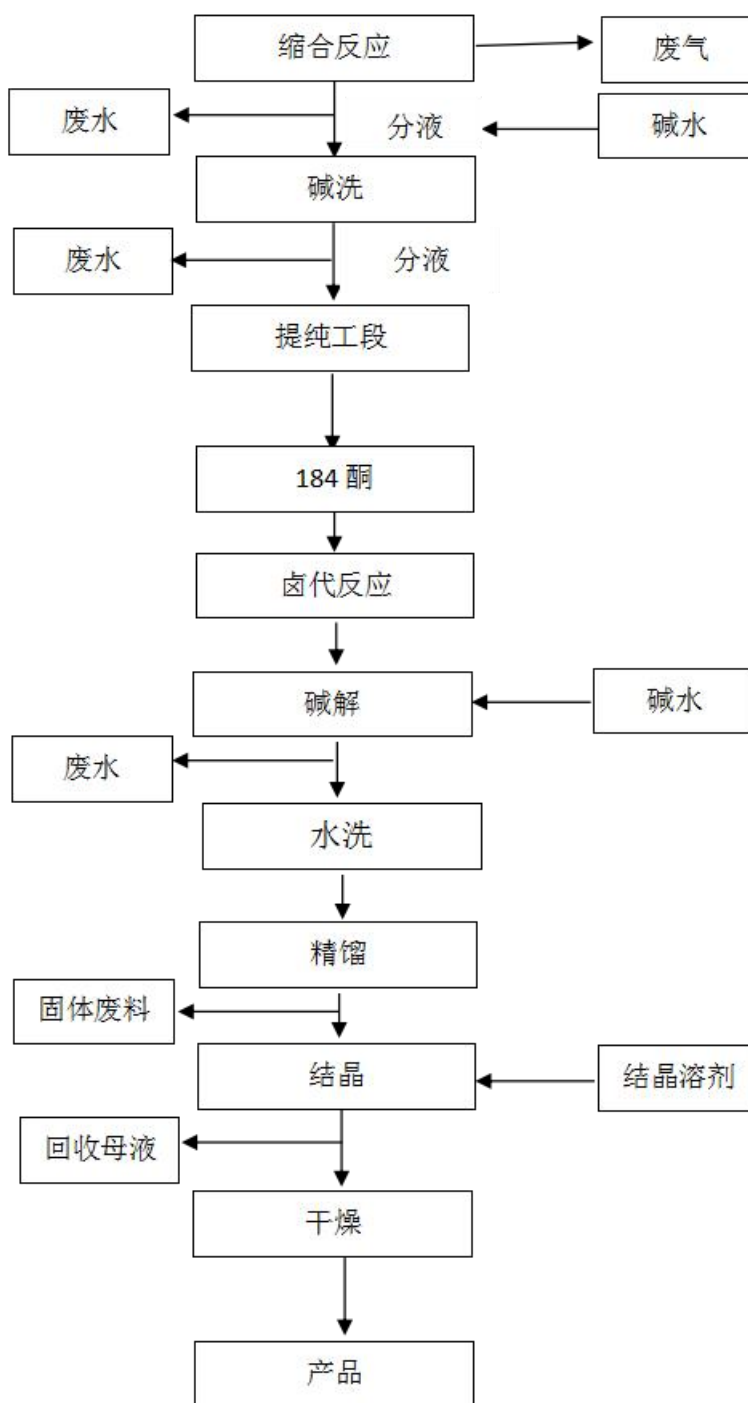 缩合反应
废气
废水
分液
碱水
碱洗
废水
分液
提纯工段
184 酮
卤代反应
碱解
碱水
废水
水洗
精馏
固体废料
结晶
结晶溶剂
回收母液
干燥
产品